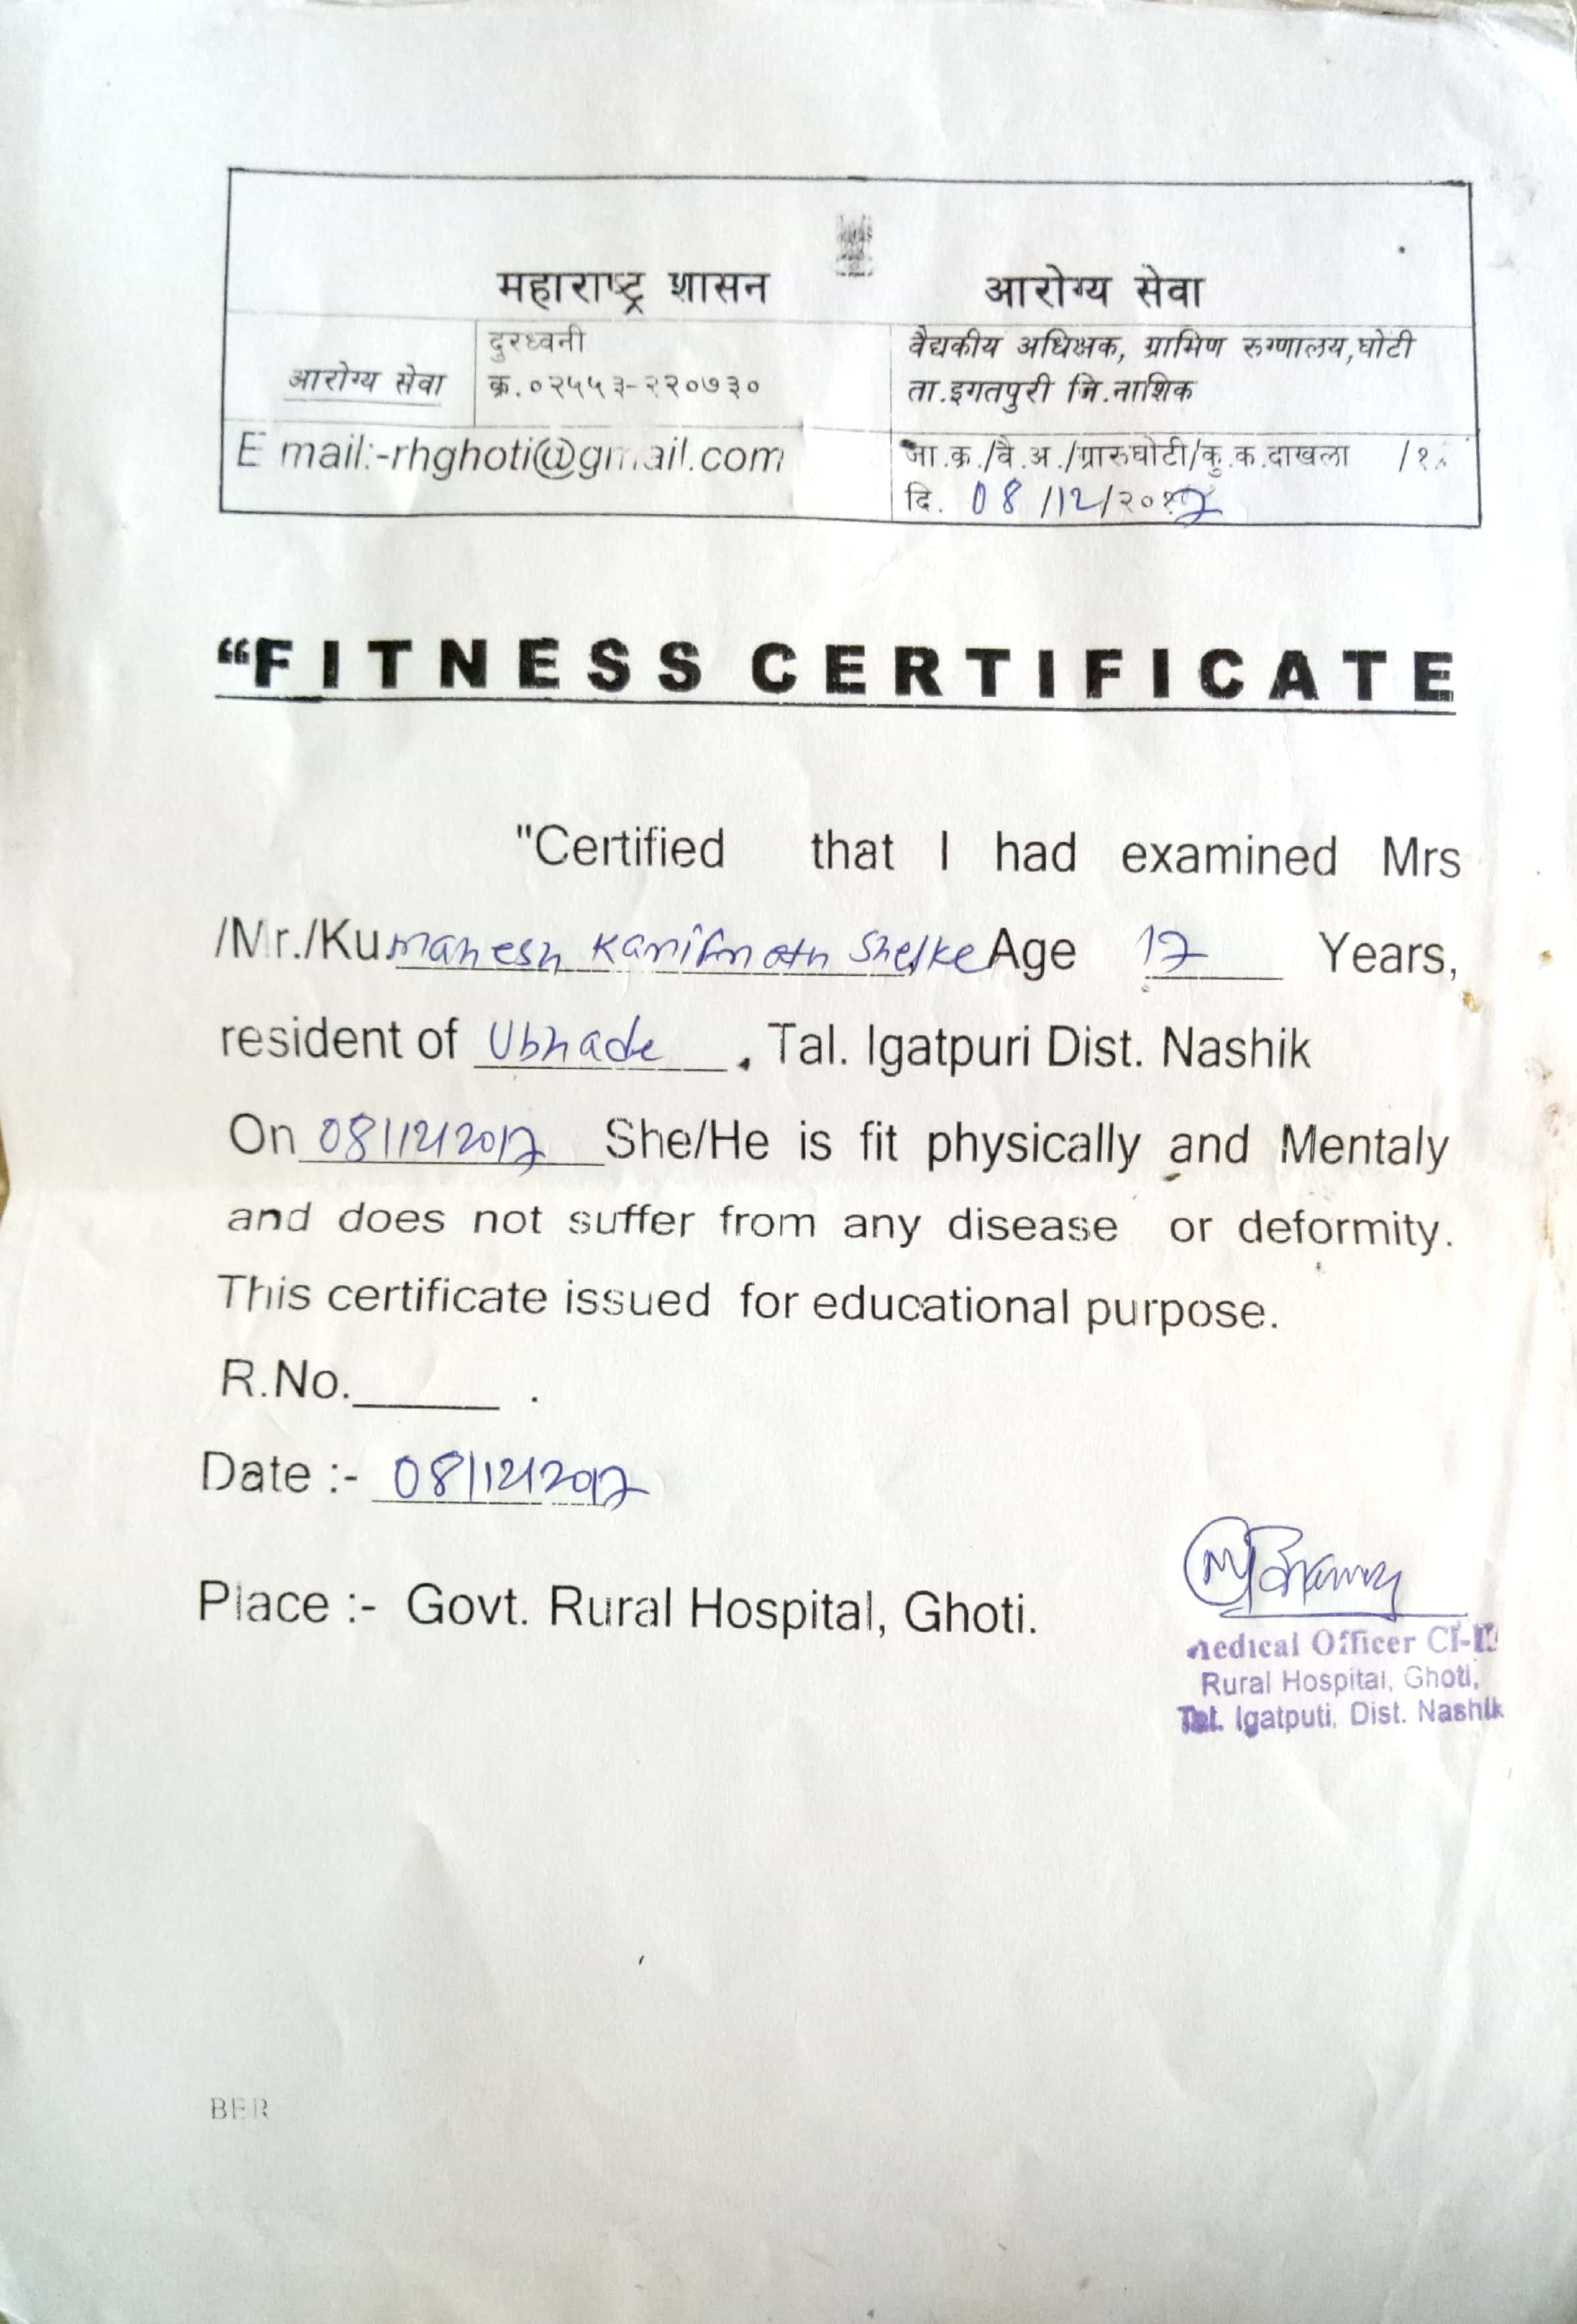 महाराष्ट्र शासन आरोग्य सेवा
आरोग्य सेवा
दुरध्वनी
क्र.०२५५३-२२०७३०
वैद्यकीय अधिक्षक, ग्रामिण रुग्णालय,घोटी
ता.इगतपुरी जि.नाशिक
E mail:-rhghoti@gmail.com
जा.क्र./वै.अ./ग्रारुघोटी/कु.क.दाखला
दि. 08/12/२०१7
“FITNESS CERTIFICATE
"Certified that I had examined Mrs
/Mr./Ku Mahesh Kanifnath Shelke Age 17 Years,
resident of Ubhade . Tal. Igatpuri Dist. Nashik
On 08/12/2017 She/He is fit physically and Mentaly
and does not suffer from any disease or deformity.
This certificate issued for educational purpose.
R.No. .
Date :- 08/12/2017
Place :- Govt. Rural Hospital, Ghoti.
Medical Officer
Rural Hospital, Ghoti,
Tal. Igatputi, Dist. Nashik
BER